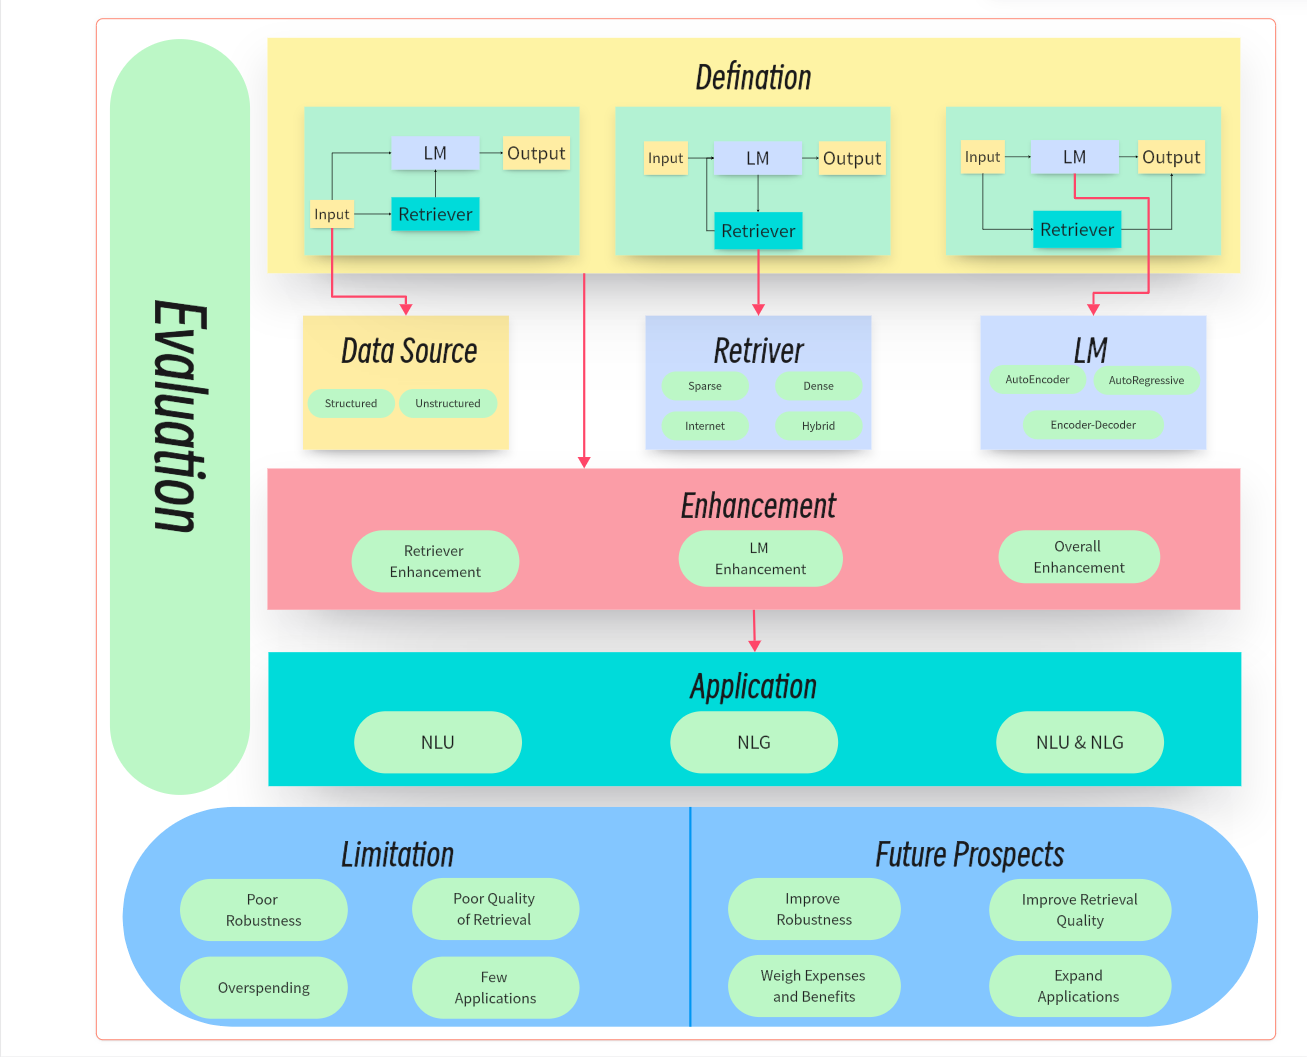 Evaluation
Defination
LM
Output
Input
Retriever
Input
LM
Output
Retriever
Input
LM
Output
Retriever
Data Source
Structured
Unstructured
Retriver
Sparse
Dense
Internet
Hybrid
LM
AutoEncoder
AutoRegressive
Encoder-Decoder
Enhancement
Retriever
Enhancement
LM
Enhancement
Overall
Enhancement
Application
NLU
NLG
NLU & NLG
Limitation
Poor
Robustness
Poor Quality
of Retrieval
Overspending
Few
Applications
Future Prospects
Improve
Robustness
Improve Retrieval
Quality
Weigh Expenses
and Benefits
Expand
Applications